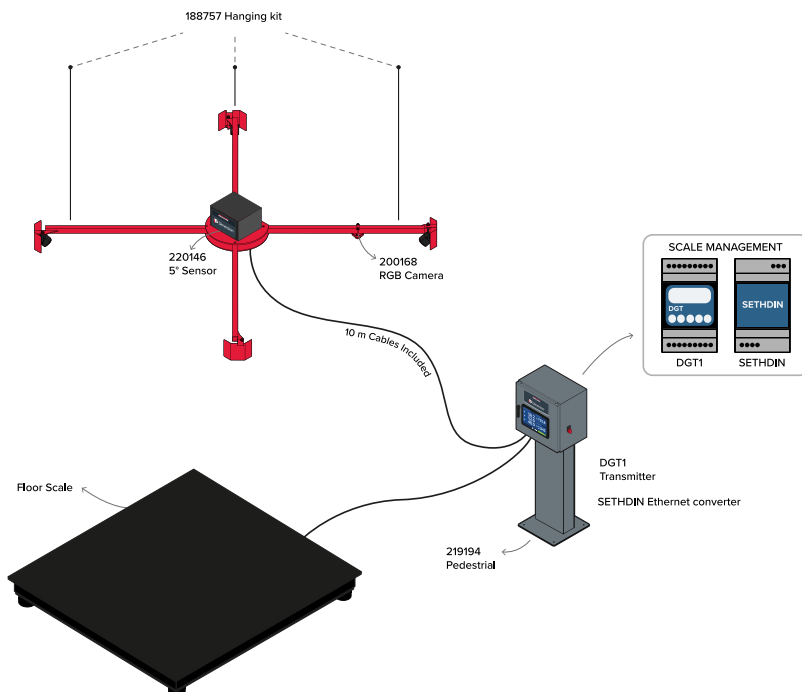 188757 Hanging kit
220146
5° Sensor
200168
RGB Camera
SCALE MANAGEMENT
DGT
SETHDIN
DGT1
SETHDIN
10 m Cables Included
Floor Scale
DGT1
Transmitter
SETHDIN Ethernet converter
219194
Pedestrial